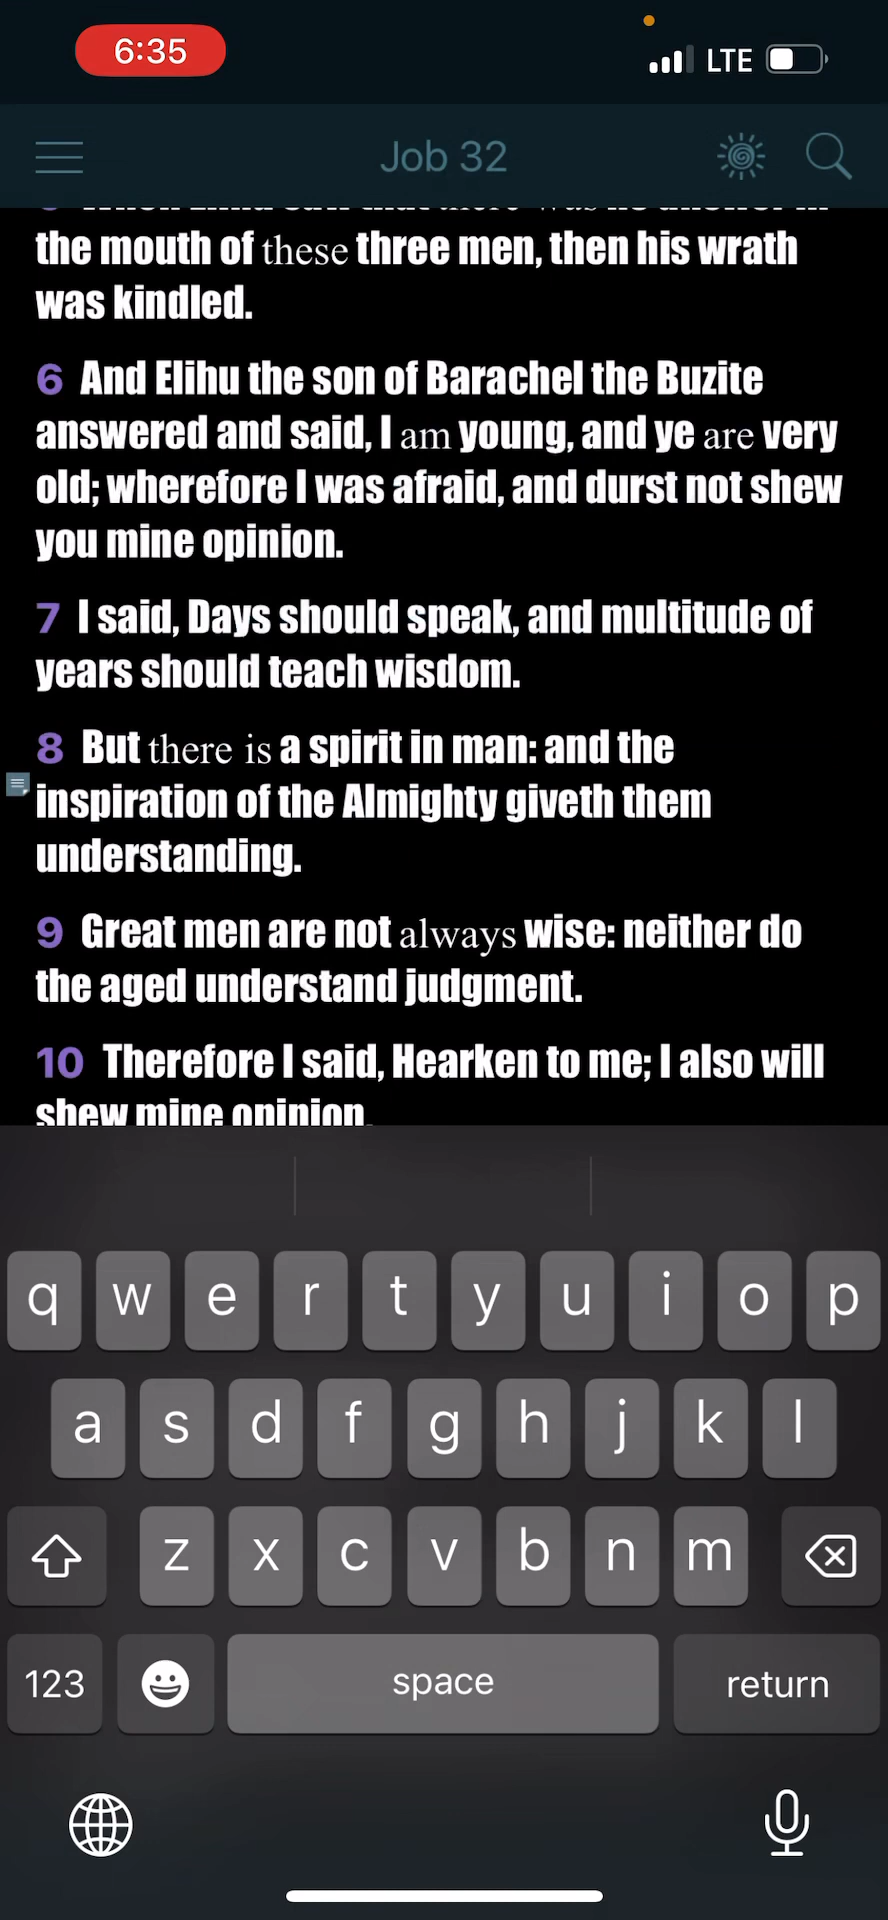 6:35
LTE
Job 32
the mouth of these three men, then his wrath
was kindled.
6 And Elihu the son of Barachel the Buzite
answered and said, I am young, and ye are very
old; wherefore I was afraid, and durst not shew
you mine opinion.
7 I said, Days should speak, and multitude of
years should teach wisdom.
8 But there is a spirit in man: and the
inspiration of the Almighty giveth them
understanding.
9 Great men are not always wise: neither do
the aged understand judgment.
10 Therefore I said, Hearken to me; I also will
shew mine opinion.
q w e r t y u i o p
a s d f g h j k l
z x c v b n m
123 space return